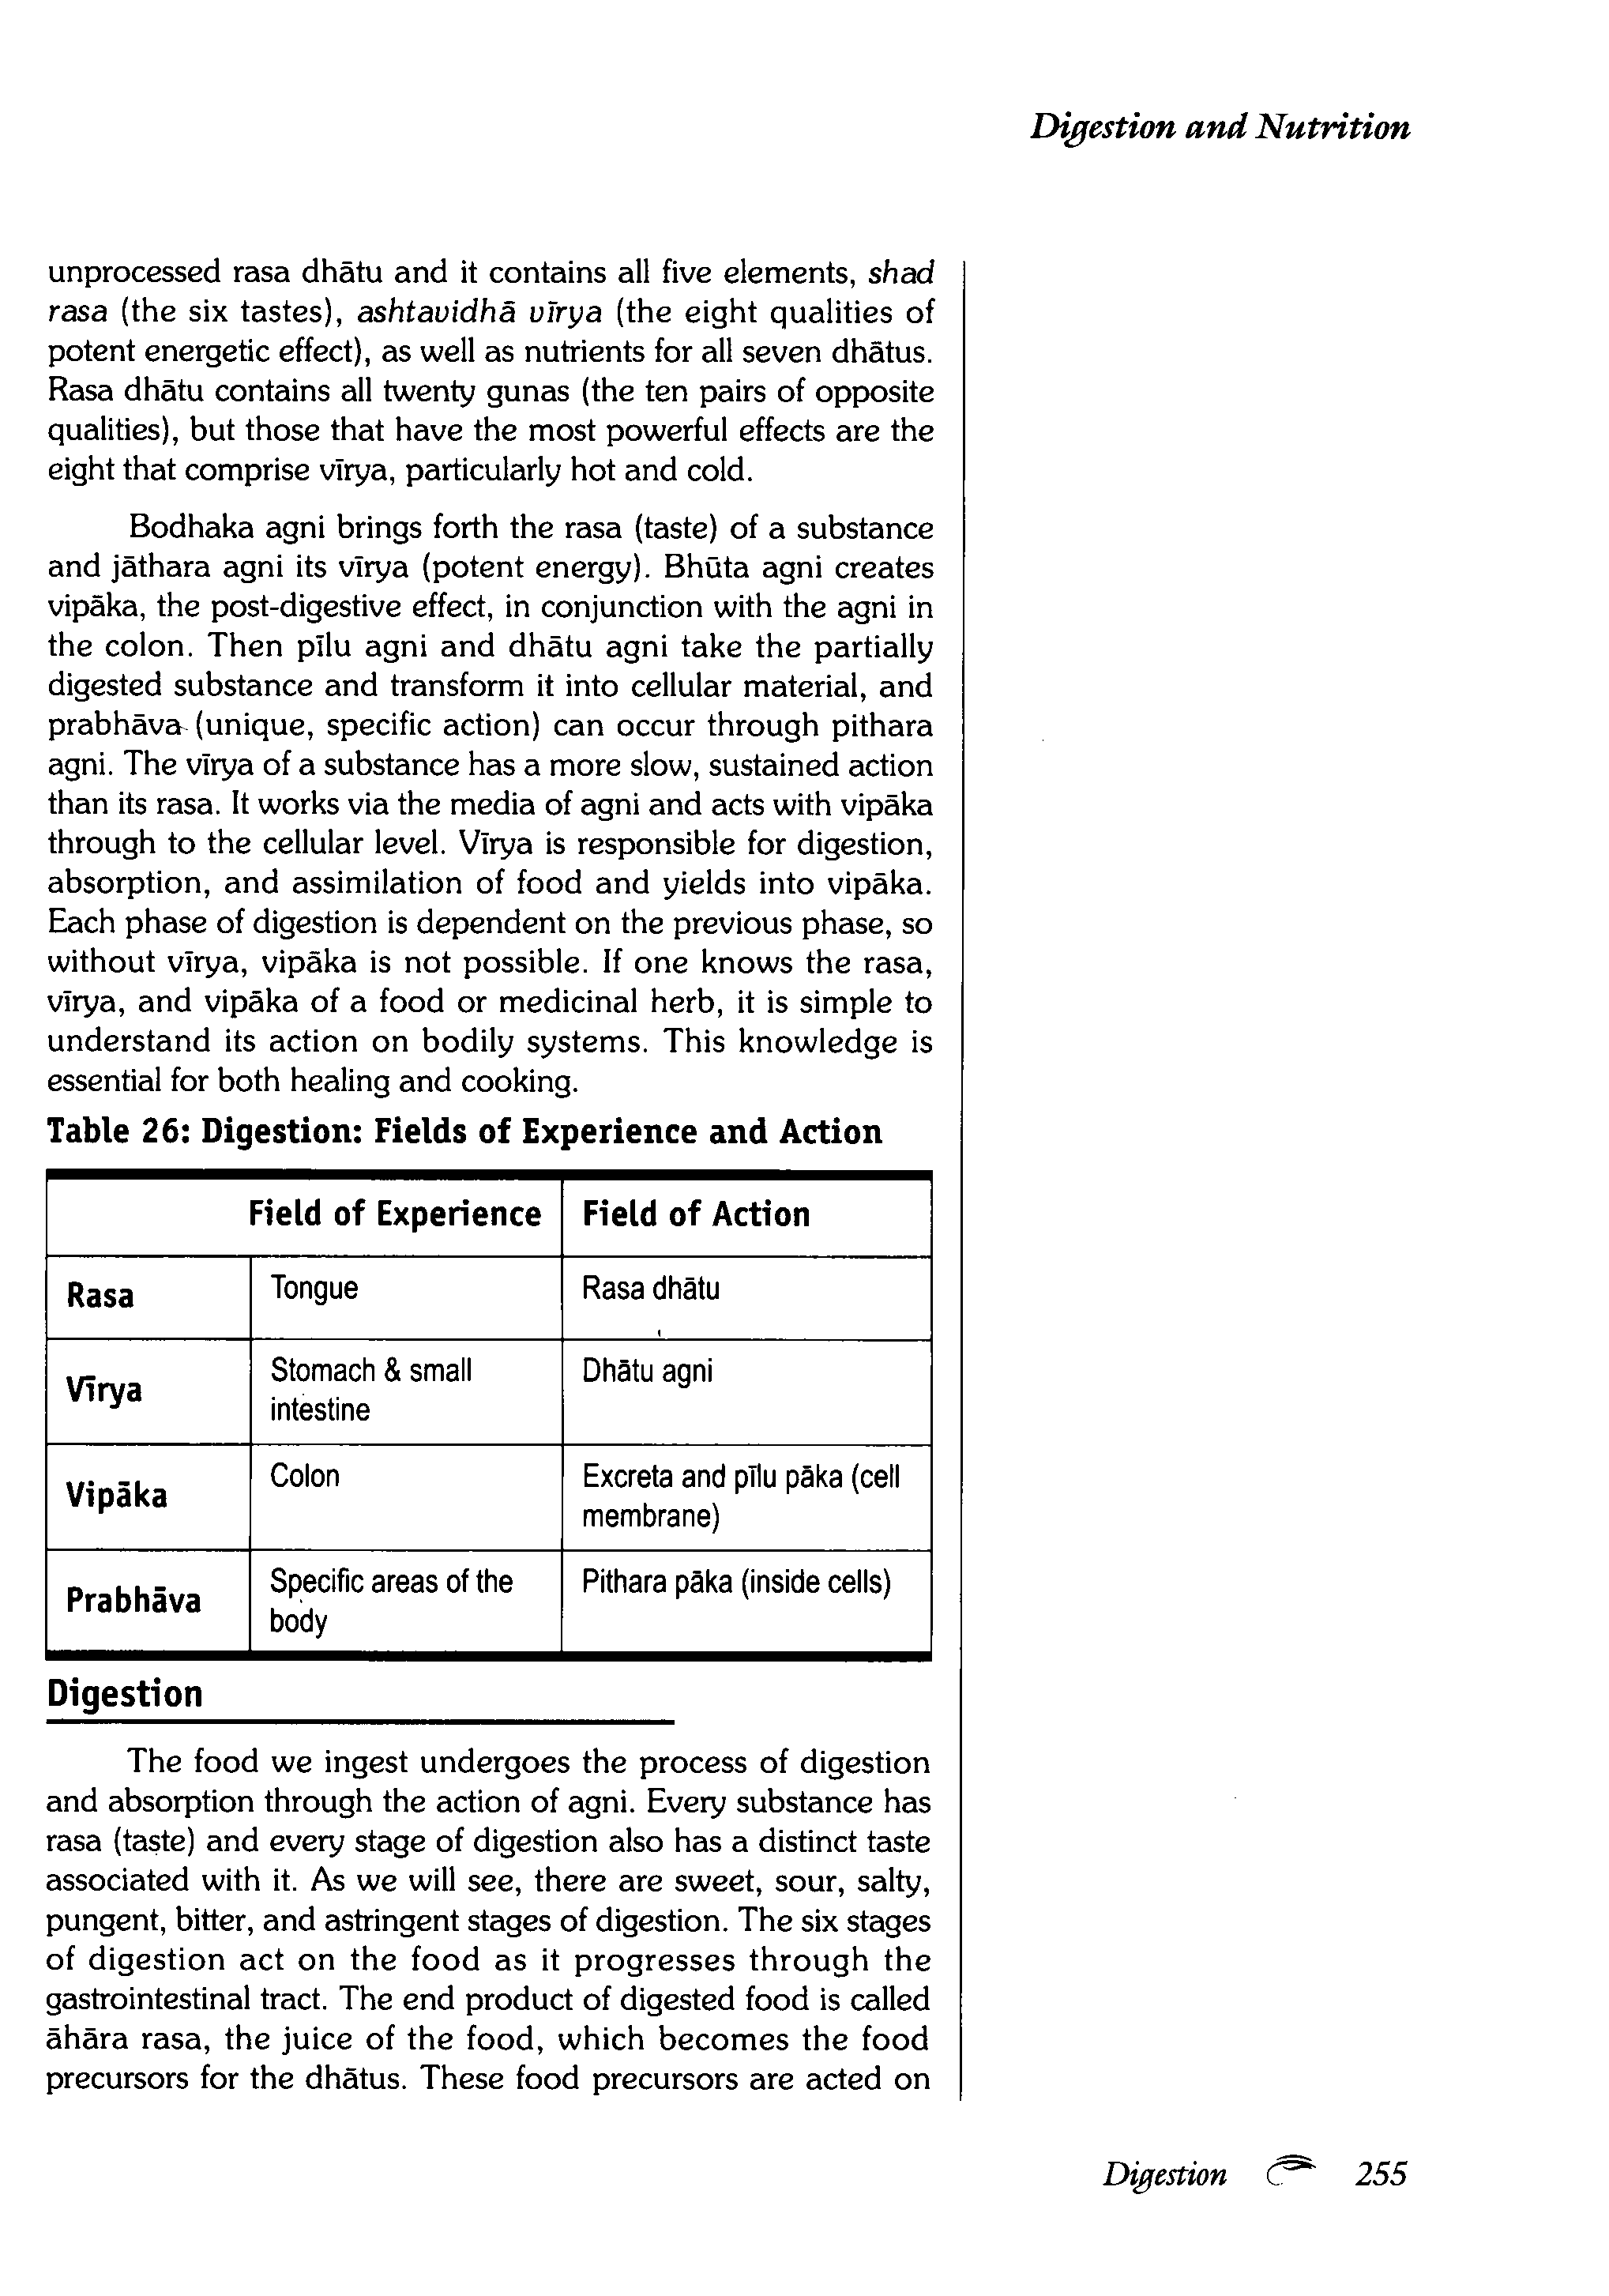 Digestion and Nutrition
unprocessed rasa dhātu and it contains all five elements, shad
rasa (the six tastes), ashtavidhā vīrya (the eight qualities of
potent energetic effect), as well as nutrients for all seven dhātus.
Rasa dhātu contains all twenty gunas (the ten pairs of opposite
qualities), but those that have the most powerful effects are the
eight that comprise vīrya, particularly hot and cold.
Bodhaka agni brings forth the rasa (taste) of a substance
and jāthara agni its vīrya (potent energy). Bhūta agni creates
vipāka, the post-digestive effect, in conjunction with the agni in
the colon. Then pīlu agni and dhātu agni take the partially
digested substance and transform it into cellular material, and
prabhāva (unique, specific action) can occur through pithara
agni. The vīrya of a substance has a more slow, sustained action
than its rasa. It works via the media of agni and acts with vipāka
through to the cellular level. Vīrya is responsible for digestion,
absorption, and assimilation of food and yields into vipāka.
Each phase of digestion is dependent on the previous phase, so
without vīrya, vipāka is not possible. If one knows the rasa,
vīrya, and vipāka of a food or medicinal herb, it is simple to
understand its action on bodily systems. This knowledge is
essential for both healing and cooking.
Table 26: Digestion: Fields of Experience and Action
Field of Experience Field of Action
Rasa Tongue Rasa dhātu
Vīrya Stomach & small intestine Dhātu agni
Vipāka Colon Excreta and pīlu pāka (cell membrane)
Prabhāva Specific areas of the body Pithara pāka (inside cells)
Digestion
The food we ingest undergoes the process of digestion
and absorption through the action of agni. Every substance has
rasa (taste) and every stage of digestion also has a distinct taste
associated with it. As we will see, there are sweet, sour, salty,
pungent, bitter, and astringent stages of digestion. The six stages
of digestion act on the food as it progresses through the
gastrointestinal tract. The end product of digested food is called
āhāra rasa, the juice of the food, which becomes the food
precursors for the dhātus. These food precursors are acted on
Digestion 255